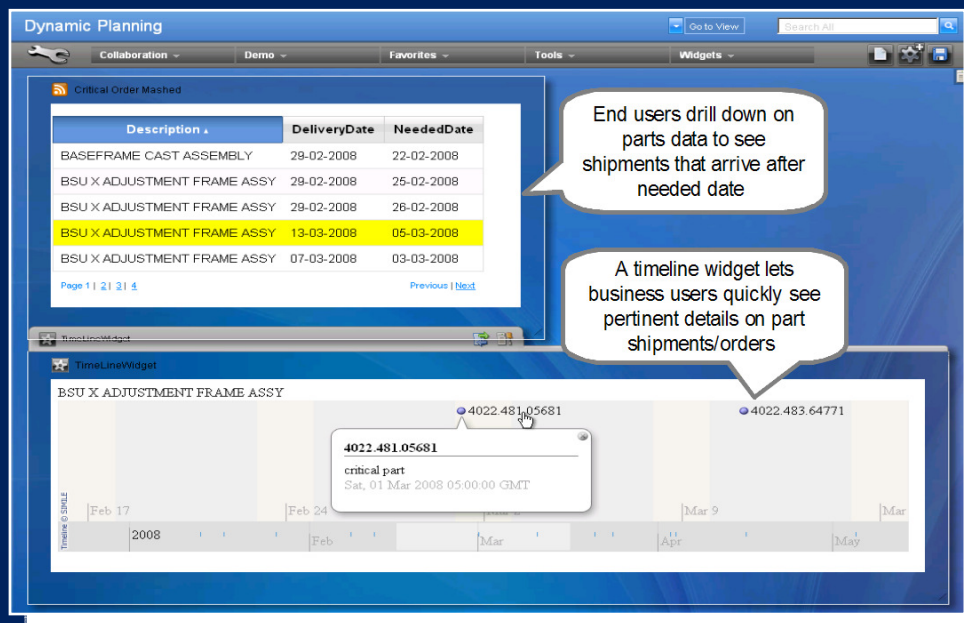 Dynamic Planning
Go to View
Search All
Collaboration
Demo
Favorites
Tools
Widgets
Critical Order Mashed
Description DeliveryDate NeededDate
BASEFRAME CAST ASSEMBLY 29-02-2008 22-02-2008
BSU X ADJUSTMENT FRAME ASSY 29-02-2008 25-02-2008
BSU X ADJUSTMENT FRAME ASSY 29-02-2008 26-02-2008
BSU X ADJUSTMENT FRAME ASSY 13-03-2008 05-03-2008
BSU X ADJUSTMENT FRAME ASSY 07-03-2008 03-03-2008
Page 1 | 2 | 3 | 4
Previous | Next
End users drill down on
parts data to see
shipments that arrive after
needed date
A timeline widget lets
business users quickly see
pertinent details on part
shipments/orders
TimeLineWidget
TimeLineWidget
BSU X ADJUSTMENT FRAME ASSY
4022.481.05681
4022.483.64771
4022.481.05681
critical part
Sat, 01 Mar 2008 05:00:00 GMT
Timeline © SIMILE
Feb 17
Feb 24
Mar 9
Mar
2008
Feb
Mar
Apr
May